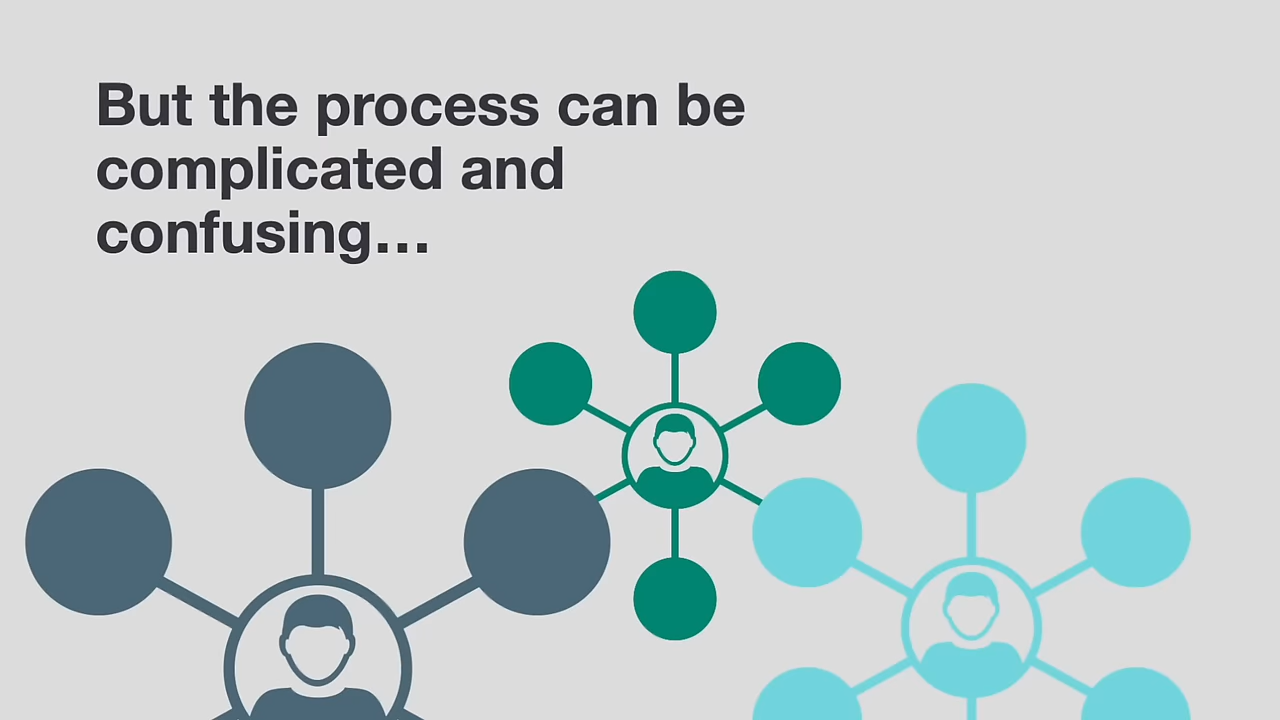 But the process can be
complicated and
confusing…